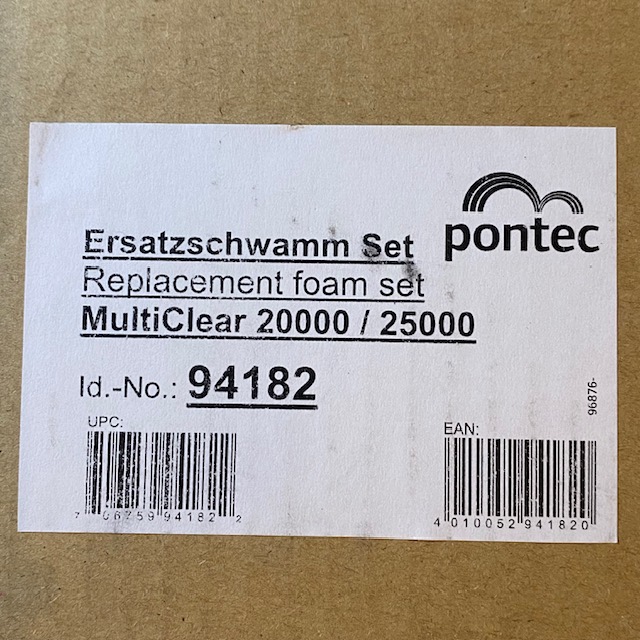 pontec
Ersatzschwamm Set
Replacement foam set
MultiClear 20000 / 25000
Id.-No.: 94182
96876-
UPC:
7 06759 94182 2
EAN:
4 010052 941820